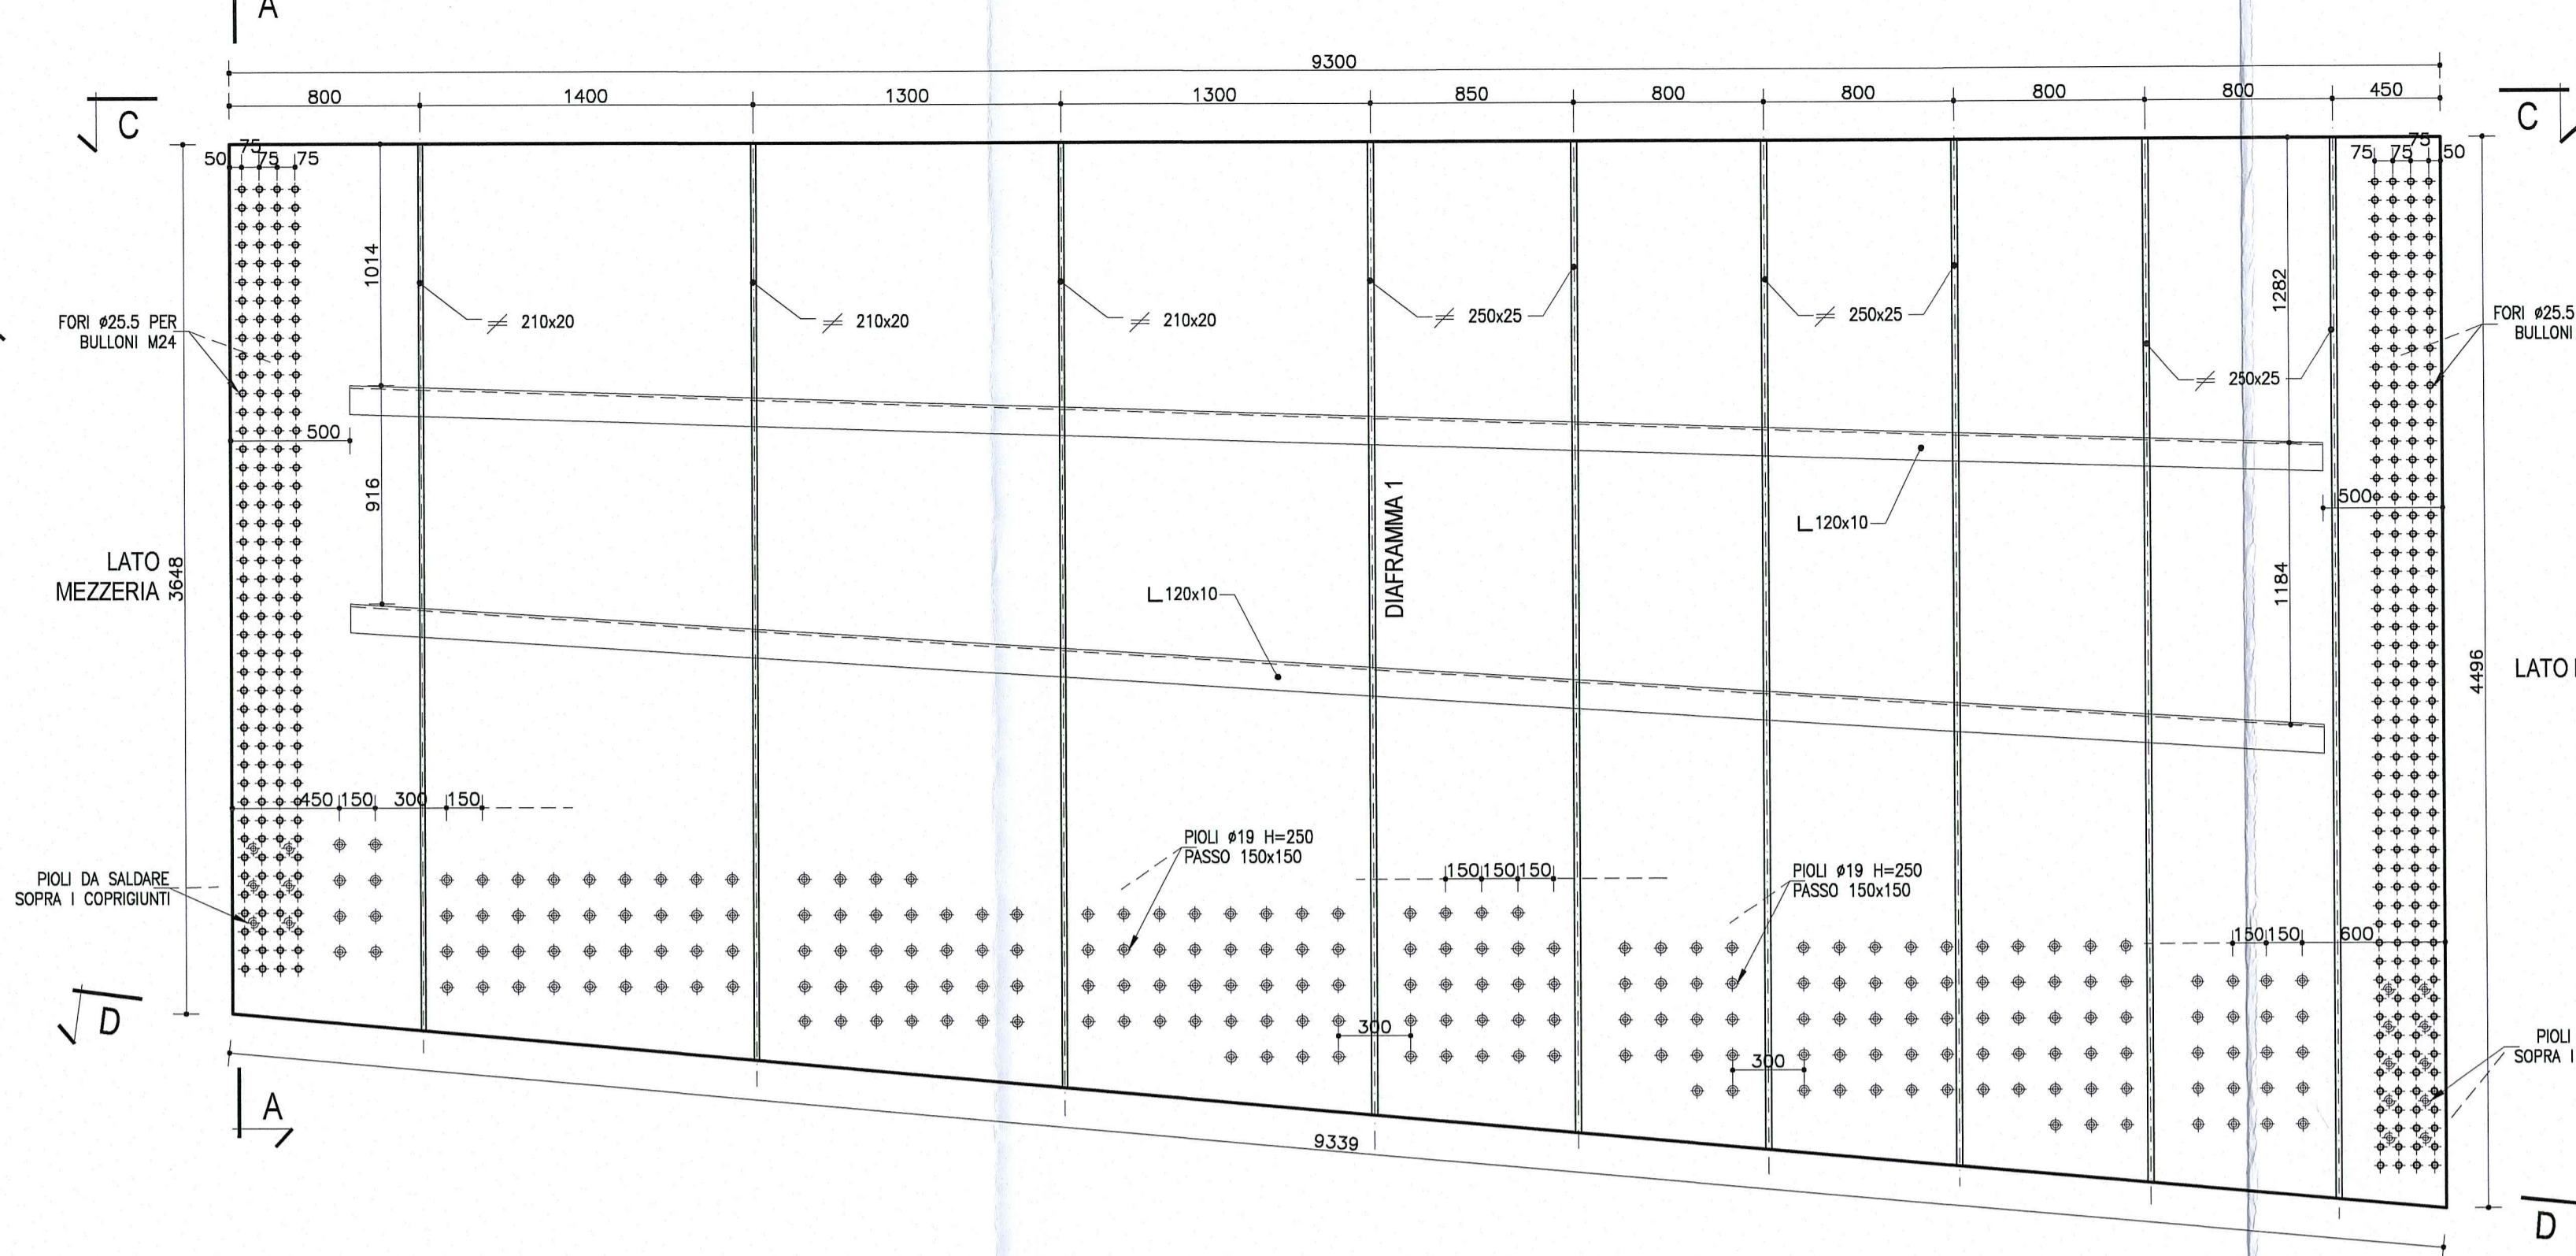 A
9300
800
1400
1300
1300
850
800
800
800
800
450
C
C
50
75
75
75
75
75
75
50
1014
1282
FORI ø25.5 PER
BULLONI M24
210x20
210x20
210x20
250x25
250x25
250x25
FORI ø25.5
BULLONI
500
916
500
L120x10
DIAFRAMMA 1
LATO
MEZZERIA
3648
L120x10
1184
4496
LATO
450
150
300
150
PIOLI ø19 H=250
PASSO 150x150
150
150
150
PIOLI ø19 H=250
PASSO 150x150
PIOLI DA SALDARE
SOPRA I COPRIGIUNTI
150
150
600
D
300
300
PIOLI
SOPRA I
A
9339
D